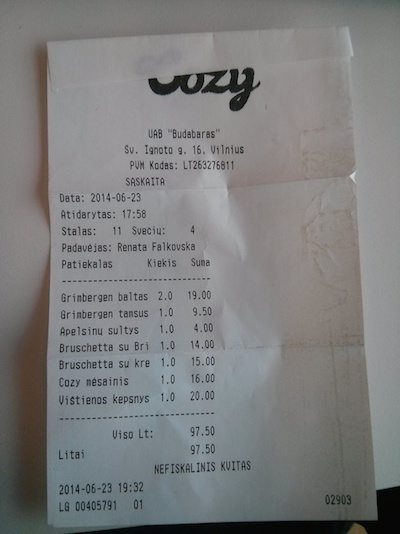 Cozy
UAB "Budabaras"
Šv. Ignoto g. 16, Vilnius
PVM Kodas: LT263276811
SĄSKAITA
Data: 2014-06-23
Atidarytas: 17:58
Stalas: 11 Svečių: 4
Padavėjas: Renata Falkovska
Patiekalas Kiekis Suma
--------------------------------
Grimbergen baltas 2.0 19.00
Grimbergen tamsus 1.0 9.50
Apelsinų sultys 1.0 4.00
Bruschetta su Bri 1.0 14.00
Bruschetta su kre 1.0 15.00
Cozy mėsainis 1.0 16.00
Vištienos kepsnys 1.0 20.00
--------------------------------
Viso Lt: 97.50
Litai 97.50
NEFISKALINIS KVITAS
2014-06-23 19:32
LG 00405791 01 02903